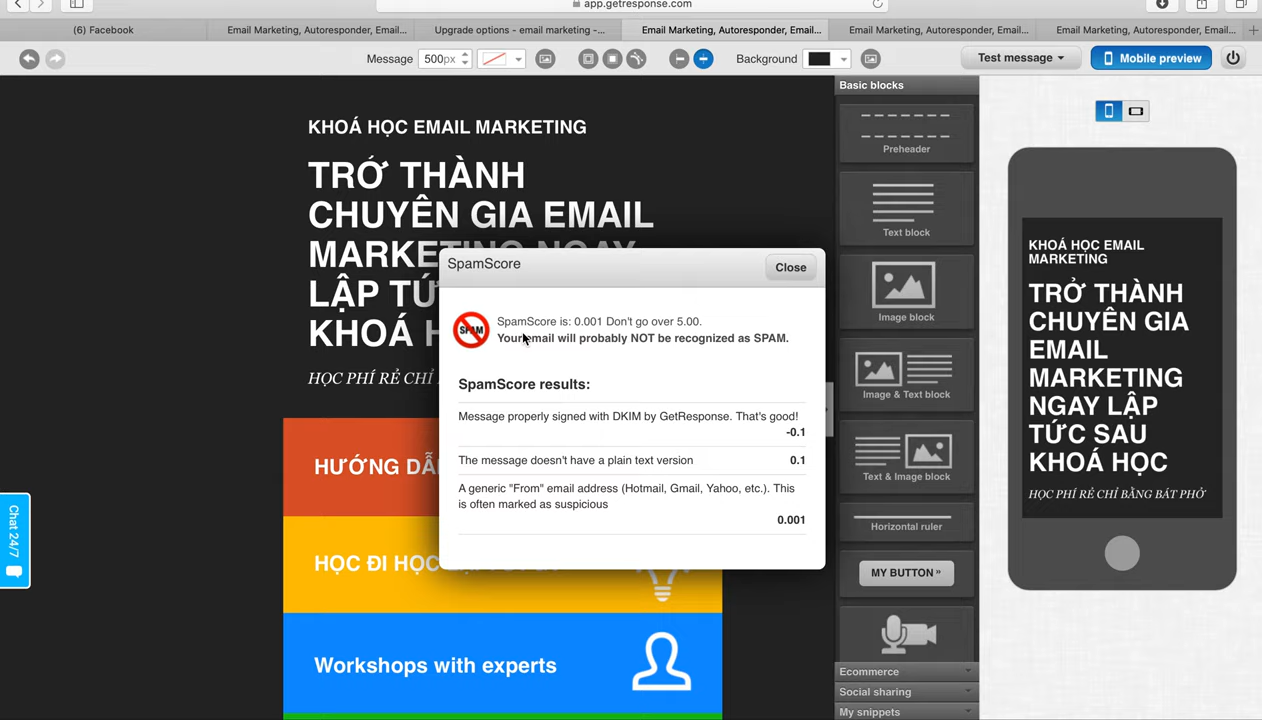 app.getresponse.com
(6) Facebook
Email Marketing, Autoresponder, Email...
Upgrade options - email marketing -...
Email Marketing, Autoresponder, Emai...
Email Marketing, Autoresponder, Email...
Email Marketing, Autoresponder, Email...
Message
500px
Background
Test message
Mobile preview
KHOÁ HỌC EMAIL MARKETING
TRỞ THÀNH
CHUYÊN GIA EMAIL
MARKETING NGAY
LẬP TỨ
KHOÁ H
HỌC PHÍ RẺ CHỈ
HƯỚNG DẪ
HỌC ĐI HỌC
Workshops with experts
SpamScore
Close
SPAM
SpamScore is: 0.001 Don't go over 5.00.
Your email will probably NOT be recognized as SPAM.
SpamScore results:
Message properly signed with DKIM by GetResponse. That's good!
-0.1
The message doesn't have a plain text version 0.1
A generic "From" email address (Hotmail, Gmail, Yahoo, etc.). This
is often marked as suspicious
0.001
Chat 24/7
Basic blocks
Preheader
Text block
Image block
Image & Text block
Text & Image block
Horizontal ruler
MY BUTTON »
Ecommerce
Social sharing
My snippets
KHOÁ HỌC EMAIL
MARKETING
TRỞ THÀNH
CHUYÊN GIA
EMAIL
MARKETING
NGAY LẬP
TỨC SAU
KHOÁ HỌC
HỌC PHÍ RẺ CHỈ BẰNG BÁT PHỞ